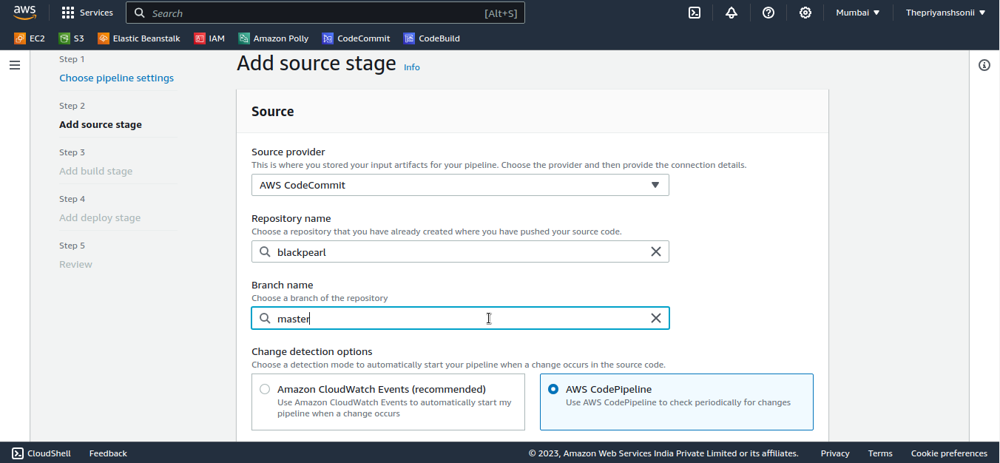 aws Services Search [Alt+S] Mumbai Thepriyanshsonii
EC2 S3 Elastic Beanstalk IAM Amazon Polly CodeCommit CodeBuild
Step 1
Choose pipeline settings
Step 2
Add source stage
Step 3
Add build stage
Step 4
Add deploy stage
Step 5
Review
Add source stage Info
Source
Source provider
This is where you stored your input artifacts for your pipeline. Choose the provider and then provide the connection details.
AWS CodeCommit
Repository name
Choose a repository that you have already created where you have pushed your source code.
blackpearl
Branch name
Choose a branch of the repository
master
Change detection options
Choose a detection mode to automatically start your pipeline when a change occurs in the source code.
Amazon CloudWatch Events (recommended)
Use Amazon CloudWatch Events to automatically start my
pipeline when a change occurs
AWS CodePipeline
Use AWS CodePipeline to check periodically for changes
CloudShell Feedback © 2023, Amazon Web Services India Private Limited or its affiliates. Privacy Terms Cookie preferences